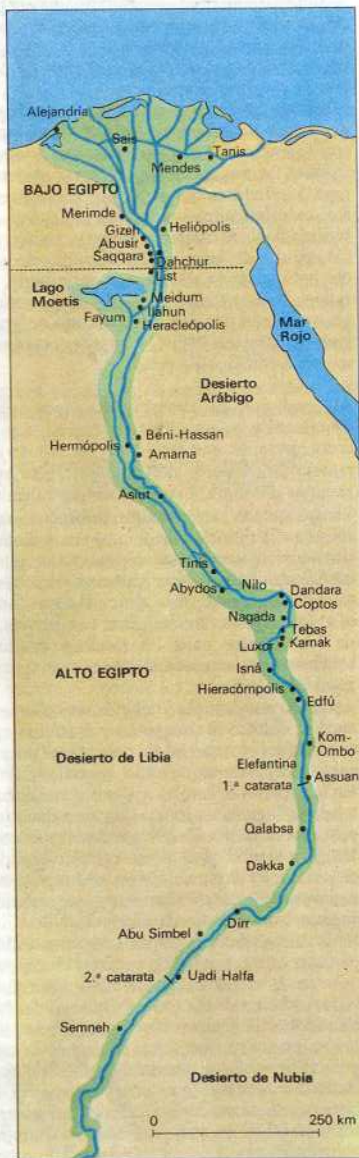 Alejandría
Sais
Tanis
Mendes
BAJO EGIPTO
Merimde
Heliópolis
Gizeh
Abusir
Saqqara
Dahchur
List
Lago
Moetis
Meidum
Ilahun
Fayum
Heracleópolis
Mar
Rojo
Desierto
Arábigo
Beni-Hassan
Hermópolis
Amarna
Asiut
Tinis
Nilo
Abydos
Dandara
Coptos
Nagada
Tebas
Karnak
Luxor
Isná
ALTO EGIPTO
Hieracómpolis
Edfú
Kom-
Ombo
Desierto de Libia
Elefantina
Assuan
1.ª catarata
Qalabsa
Dakka
Dirr
Abu Simbel
2.ª catarata
Uadi Halfa
Semneh
Desierto de Nubia
0
250 km